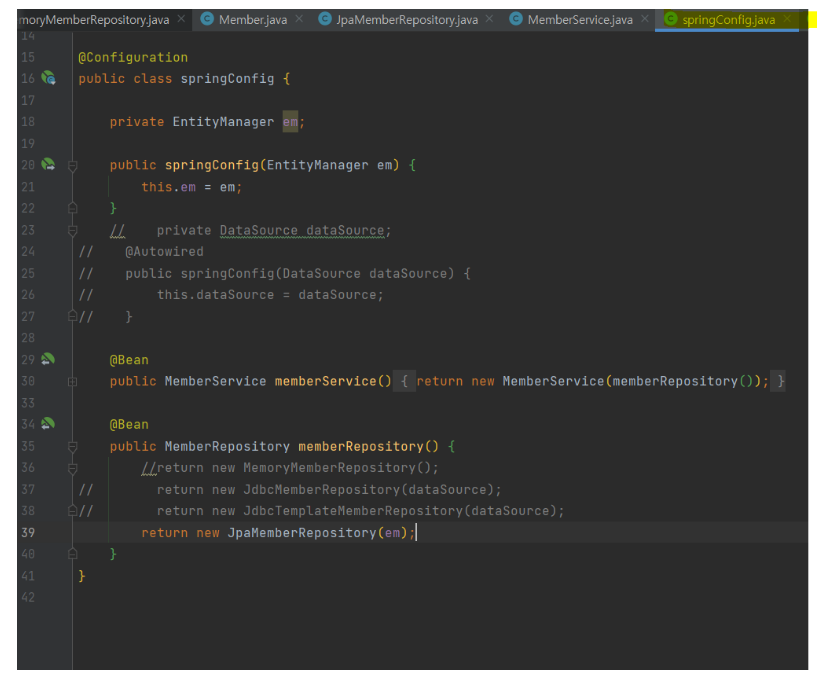 moryMemberRepository.java × Member.java × JpaMemberRepository.java × MemberService.java × springConfig.java ×
14
15 @Configuration
16 public class springConfig {
17
18 private EntityManager em;
19
20 public springConfig(EntityManager em) {
21 this.em = em;
22 }
23 // private DataSource dataSource;
24 // @Autowired
25 // public springConfig(DataSource dataSource) {
26 // this.dataSource = dataSource;
27 // }
28
29 @Bean
30 public MemberService memberService() { return new MemberService(memberRepository()); }
33
34 @Bean
35 public MemberRepository memberRepository() {
36 //return new MemoryMemberRepository();
37 // return new JdbcMemberRepository(dataSource);
38 // return new JdbcTemplateMemberRepository(dataSource);
39 return new JpaMemberRepository(em);
40 }
41 }
42